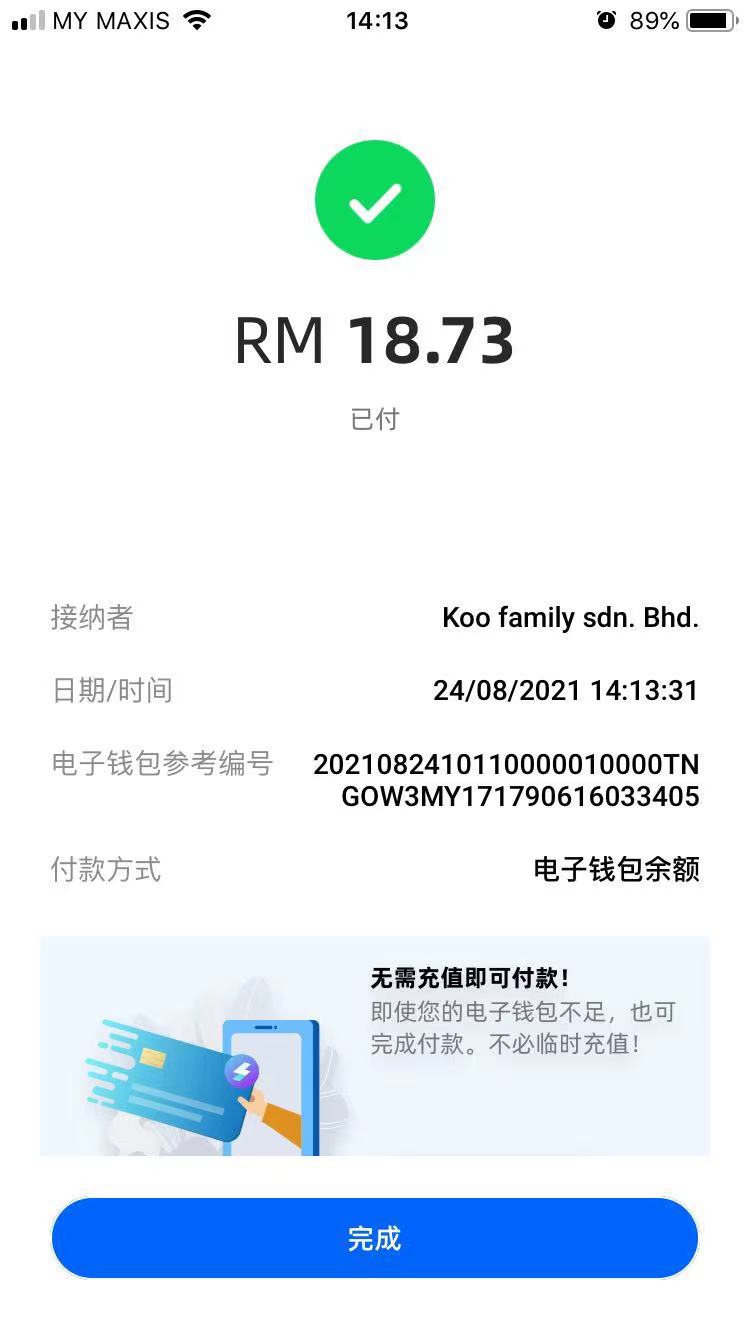 MY MAXIS 14:13 89%
RM 18.73
已付
接纳者 Koo family sdn. Bhd.
日期/时间 24/08/2021 14:13:31
电子钱包参考编号 2021082410110000010000TN
GOW3MY171790616033405
付款方式 电子钱包余额
无需充值即可付款！
即使您的电子钱包不足，也可
完成付款。不必临时充值！
完成